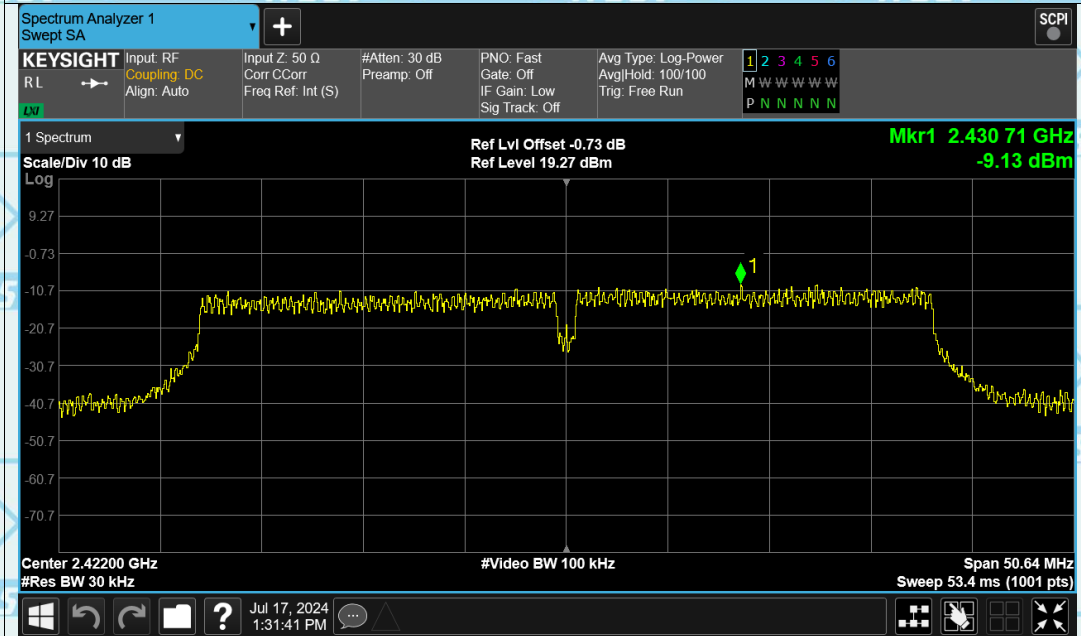 Spectrum Analyzer 1
Swept SA
+
SCPI
KEYSIGHT
R L
LXI
Input: RF
Coupling: DC
Align: Auto
Input Z: 50 Ω
Corr CCorr
Freq Ref: Int (S)
#Atten: 30 dB
Preamp: Off
PNO: Fast
Gate: Off
IF Gain: Low
Sig Track: Off
Avg Type: Log-Power
Avg|Hold: 100/100
Trig: Free Run
1 2 3 4 5 6
M W W W W W W
P N N N N N
1 Spectrum
Scale/Div 10 dB
Log
Ref Lvl Offset -0.73 dB
Ref Level 19.27 dBm
Mkr1 2.430 71 GHz
-9.13 dBm
9.27
-0.73
1
-10.7
-20.7
-30.7
-40.7
-50.7
-60.7
-70.7
Center 2.42200 GHz
#Video BW 100 kHz
Span 50.64 MHz
#Res BW 30 kHz
Sweep 53.4 ms (1001 pts)
?
Jul 17, 2024
1:31:41 PM